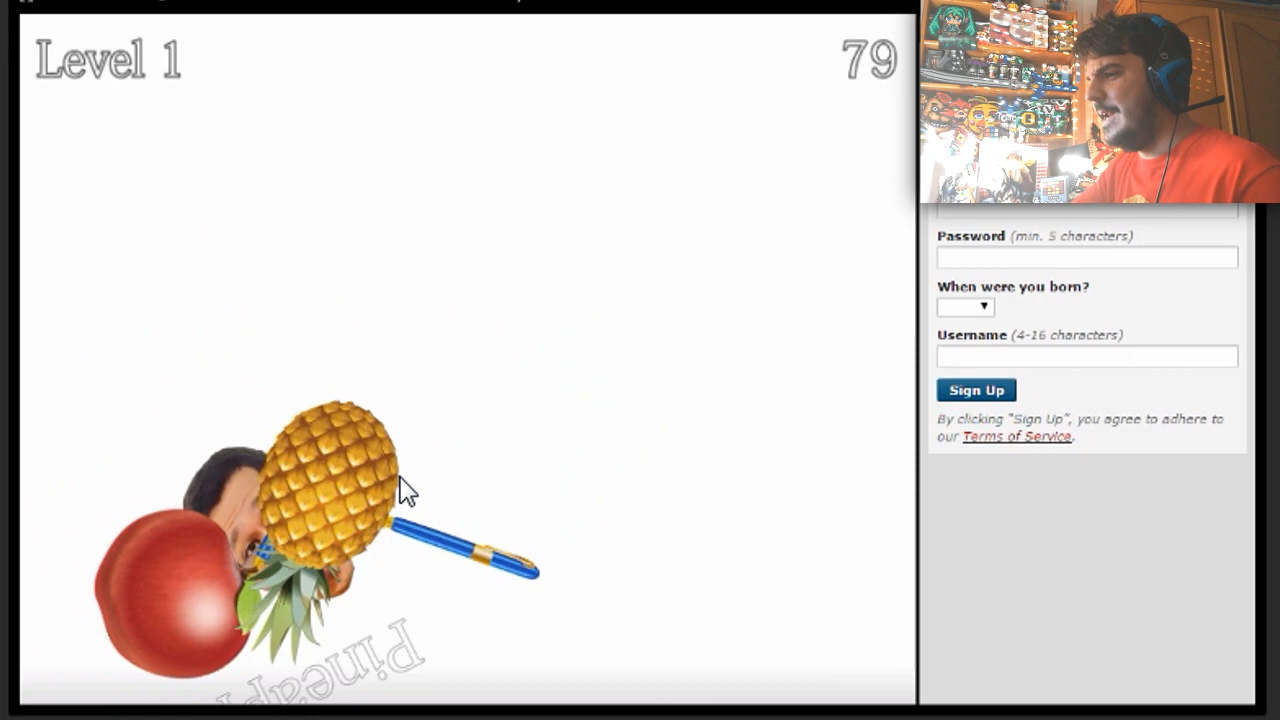 Level 1
79
Password (min. 5 characters)
When were you born?
Username (4-16 characters)
Sign Up
By clicking "Sign Up", you agree to adhere to
our Terms of Service.
Pineapp